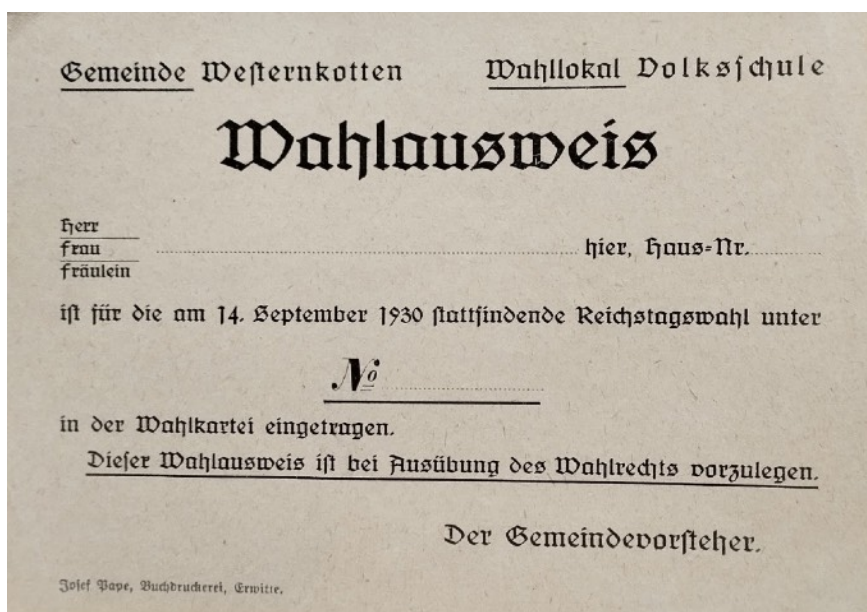 Gemeinde Westernkotten Wahllokal Volksschule
Wahlausweis
Herr
Frau
Fräulein
hier, Haus-Nr.
ist für die am 14. September 1930 stattfindende Reichstagswahl unter
No
in der Wahlkartei eingetragen.
Dieser Wahlausweis ist bei Ausübung des Wahlrechts vorzulegen.
Der Gemeindevorsteher.
Josef Pape, Buchdruckerei, Erwitte.